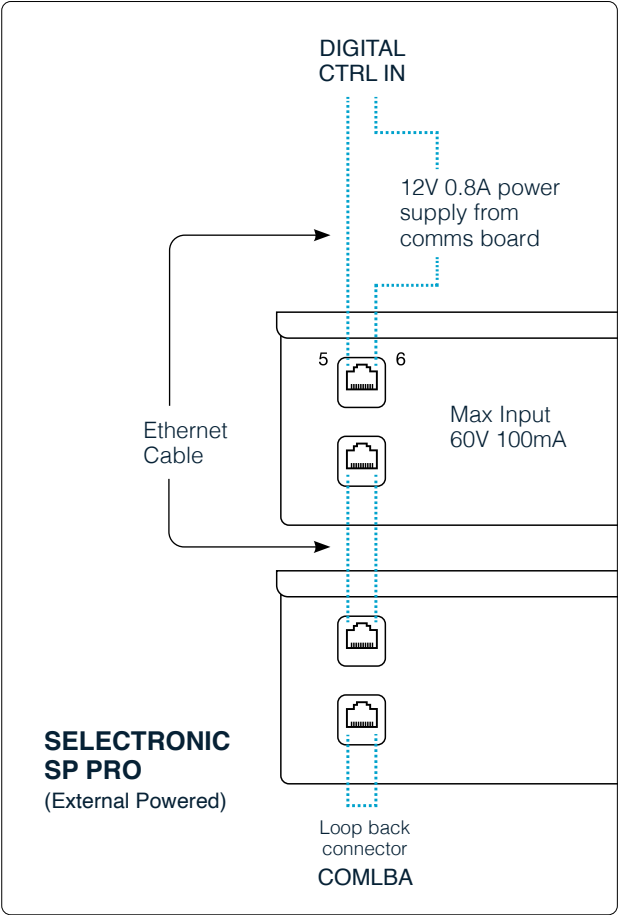 DIGITAL
CTRL IN
12V 0.8A power
supply from
comms board
5 6
Max Input
60V 100mA
Ethernet
Cable
SELECTRONIC
SP PRO
(External Powered)
Loop back
connector
COMLBA